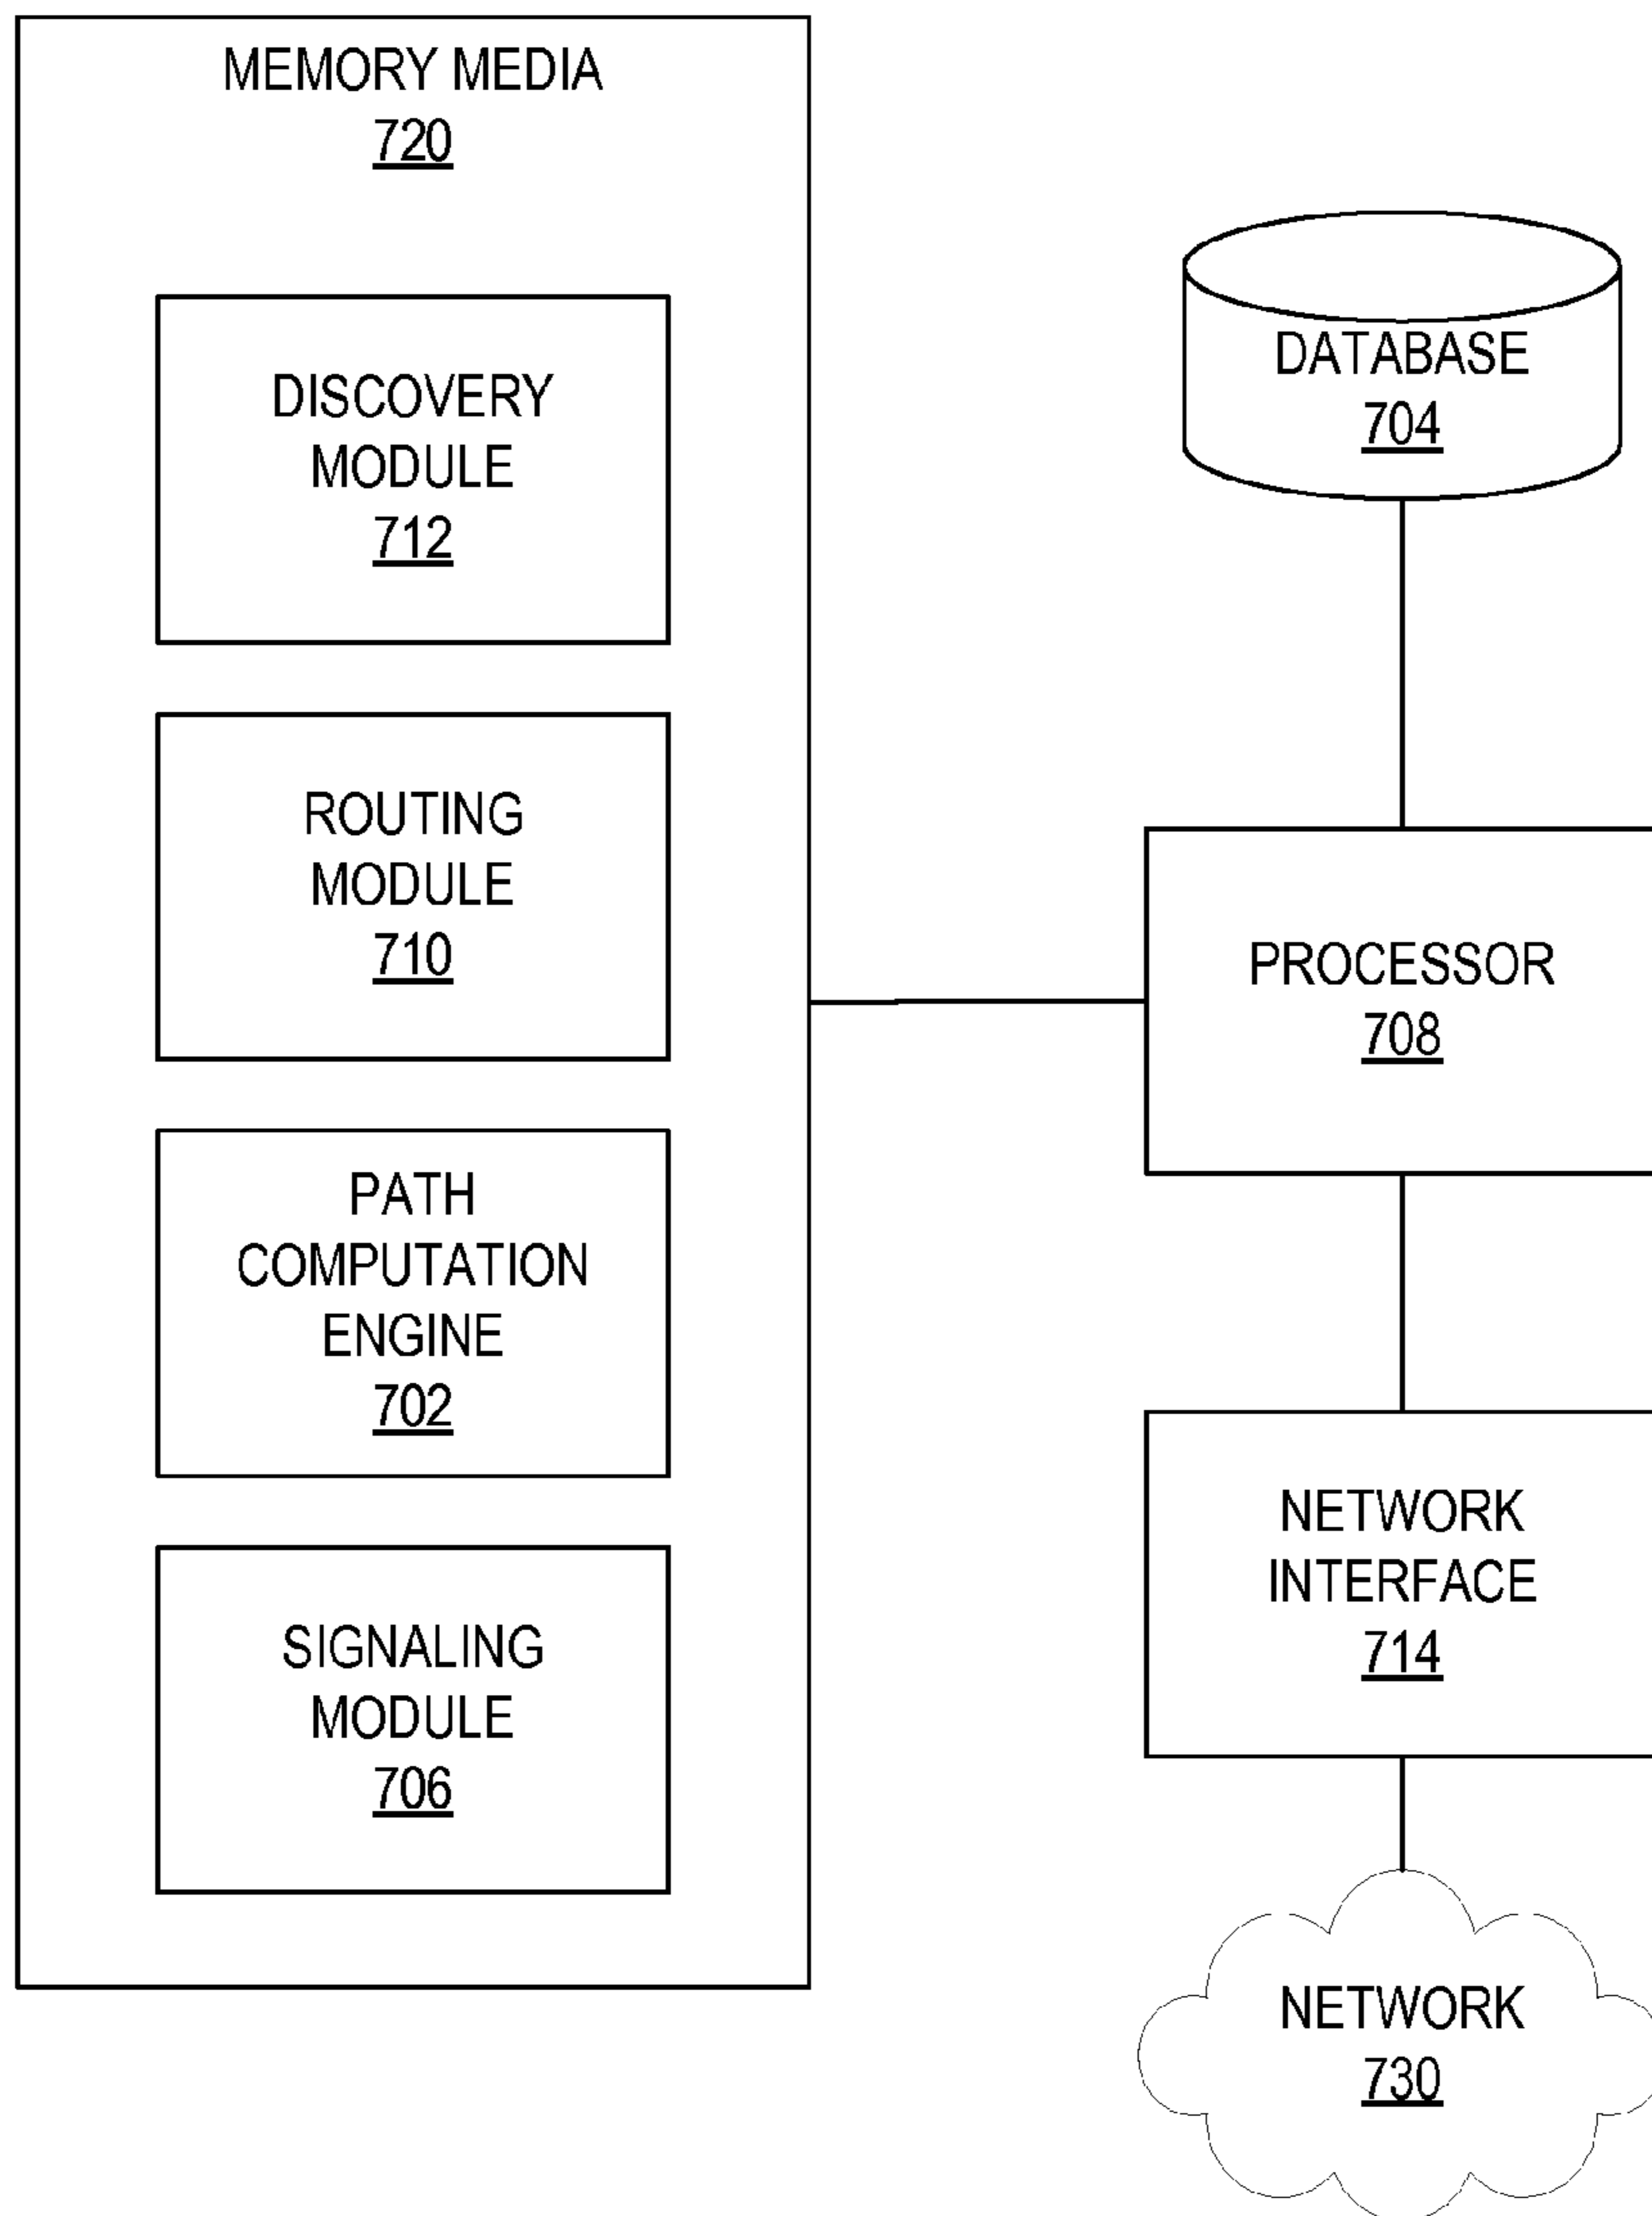 MEMORY MEDIA
720
DISCOVERY
MODULE
712
ROUTING
MODULE
710
PATH
COMPUTATION
ENGINE
702
SIGNALING
MODULE
706
DATABASE
704
PROCESSOR
708
NETWORK
INTERFACE
714
NETWORK
730